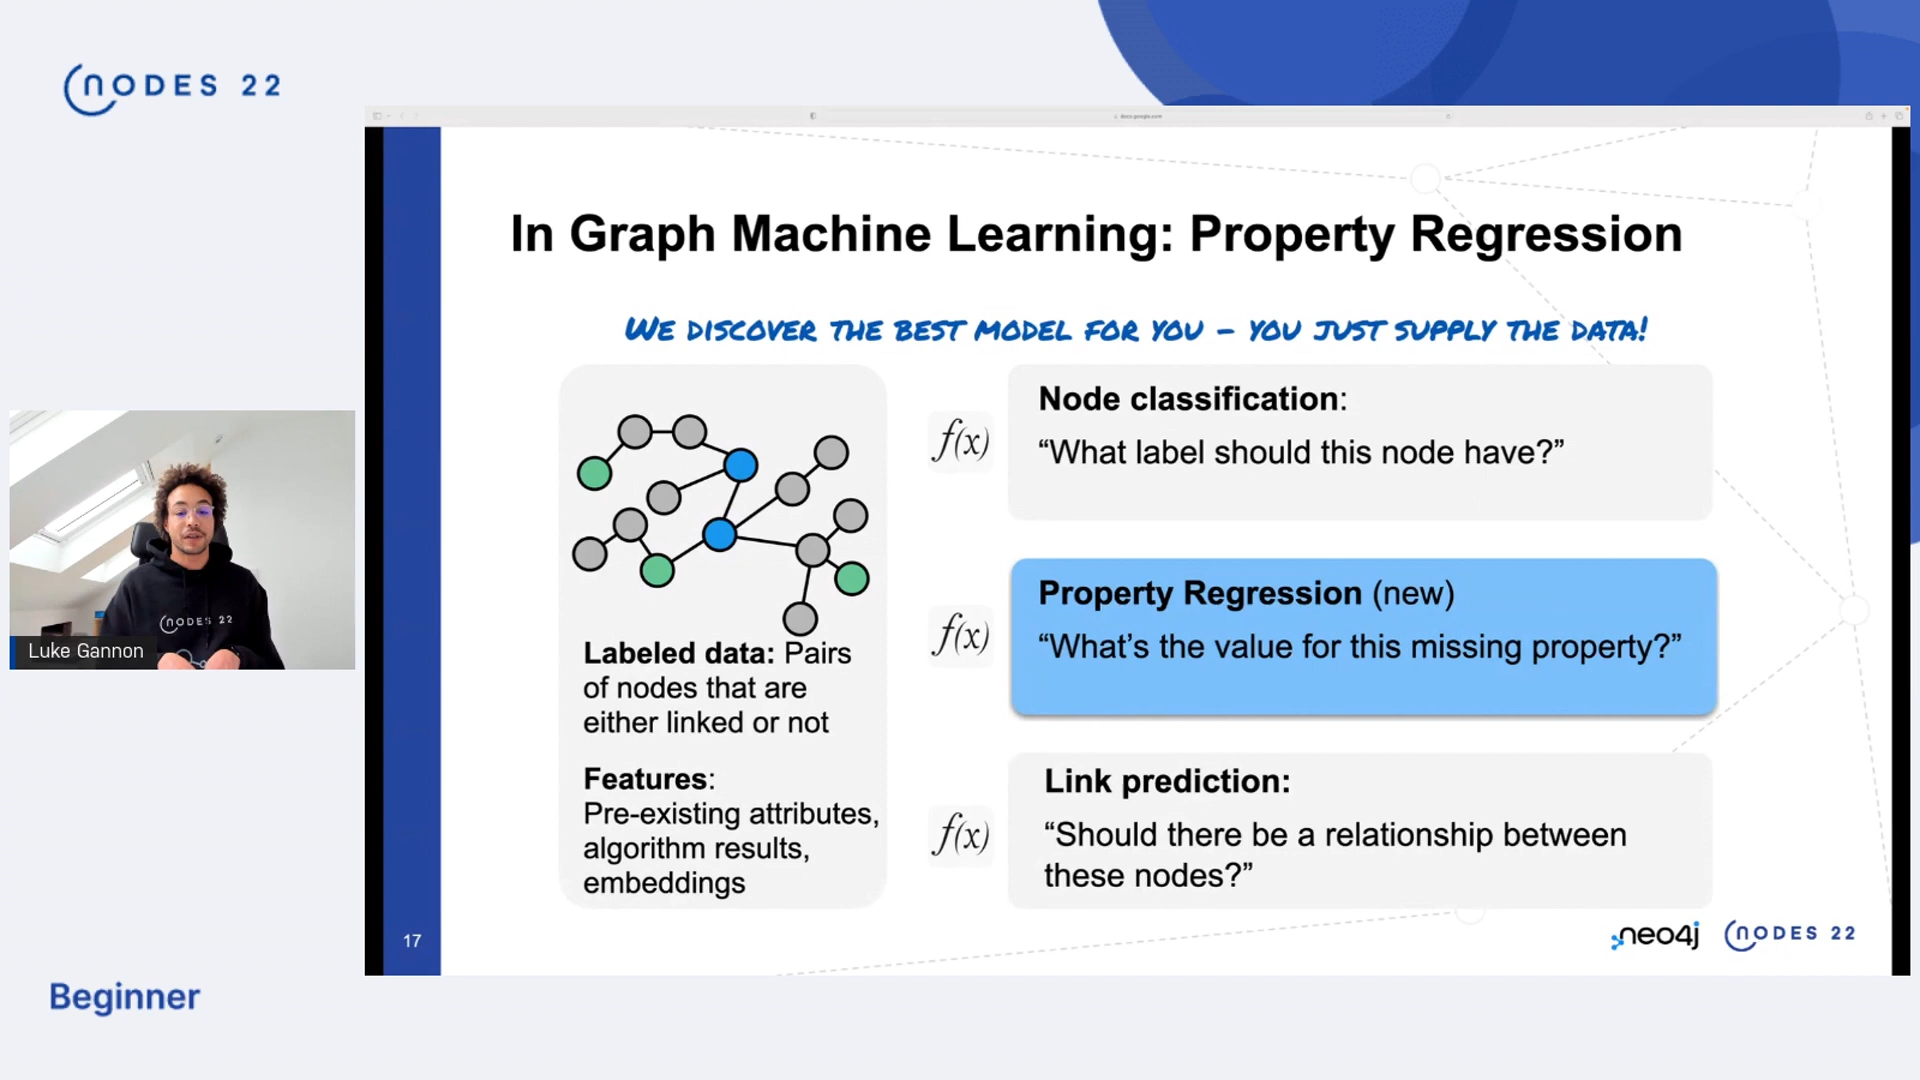 NODES 22
docs.google.com
In Graph Machine Learning: Property Regression
WE DISCOVER THE BEST MODEL FOR YOU – YOU JUST SUPPLY THE DATA!
Labeled data: Pairs
of nodes that are
either linked or not
Features:
Pre-existing attributes,
algorithm results,
embeddings
f(x)
Node classification:
“What label should this node have?”
f(x)
Property Regression (new)
“What’s the value for this missing property?”
f(x)
Link prediction:
“Should there be a relationship between
these nodes?”
17
neo4j
NODES 22
NODES 22
Luke Gannon
Beginner